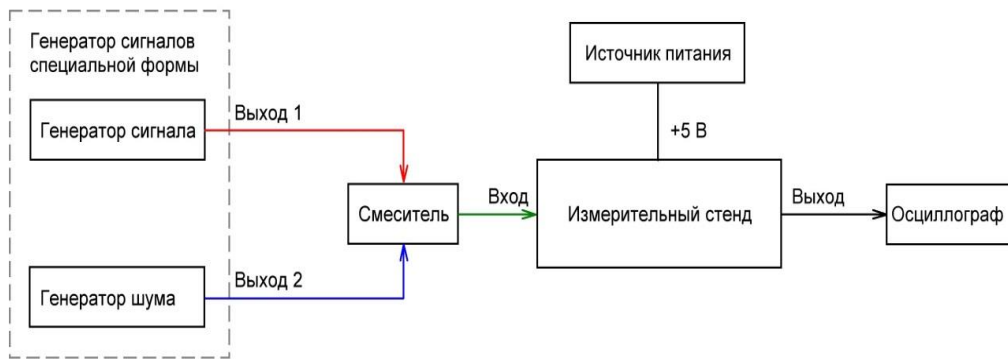 Генератор сигналов
специальной формы
Генератор сигнала
Выход 1
Генератор шума
Выход 2
Смеситель
Вход
Источник питания
+5 В
Измерительный стенд
Выход
Осциллограф